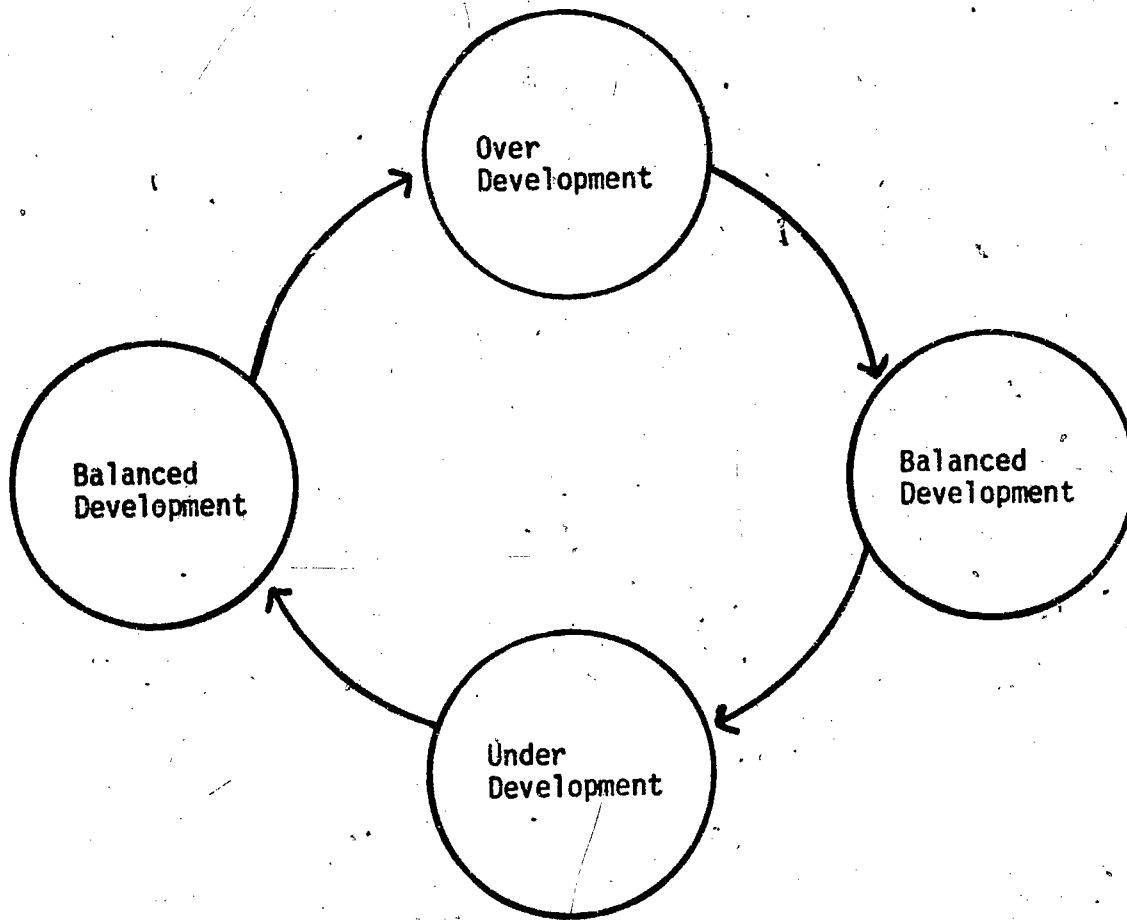 Over
Development
Balanced
Development
Balanced
Development
Under
Development